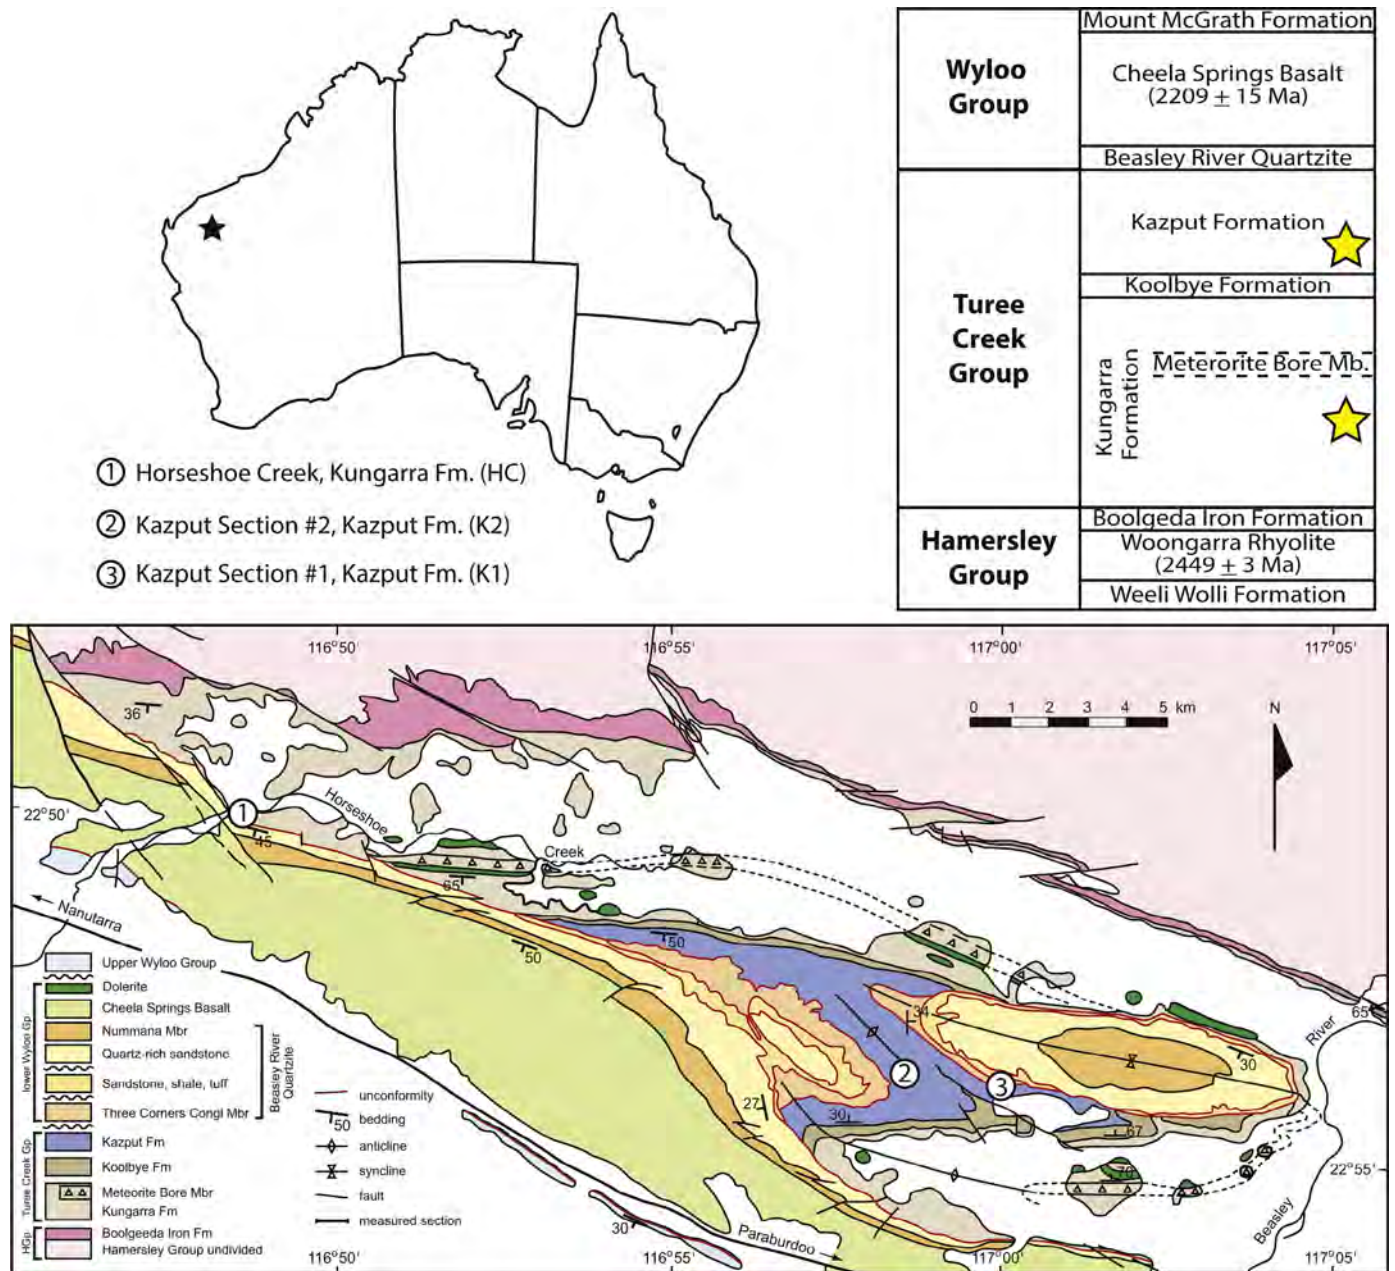 Wyloo
Group
Mount McGrath Formation
Cheela Springs Basalt
(2209 ± 15 Ma)
Beasley River Quartzite
Turee
Creek
Group
Kazput Formation
Koolbye Formation
Kungarra
Formation
Meterorite Bore Mb.
Hamersley
Group
Boolgeda Iron Formation
Woongarra Rhyolite
(2449 ± 3 Ma)
Weeli Wolli Formation
1 Horseshoe Creek, Kungarra Fm. (HC)
2 Kazput Section #2, Kazput Fm. (K2)
3 Kazput Section #1, Kazput Fm. (K1)
116°50' 116°55' 117°00' 117°05'
0 1 2 3 4 5 km
N
36
22°50'
1
45
Horseshoe
Creek
65
Nanutarra
50
50
34
65
River
30
2
3
27
30
67
70
22°55'
Beasley
30
Paraburdoo
116°50' 116°55' 117°00' 117°05'
Upper Wyloo Group
lower Wyloo Gp
Dolerite
Cheela Springs Basalt
Nummana Mbr
Quartz-rich sandstone
Sandstone, shale, tuff
Three Corners Congl Mbr
Beasley River
Quartzite
Turee Creek Gp
Kazput Fm
Koolbye Fm
Meteorite Bore Mbr
Kungarra Fm
HGp
Boolgeeda Iron Fm
Hamersley Group undivided
unconformity
50 bedding
anticline
syncline
fault
measured section